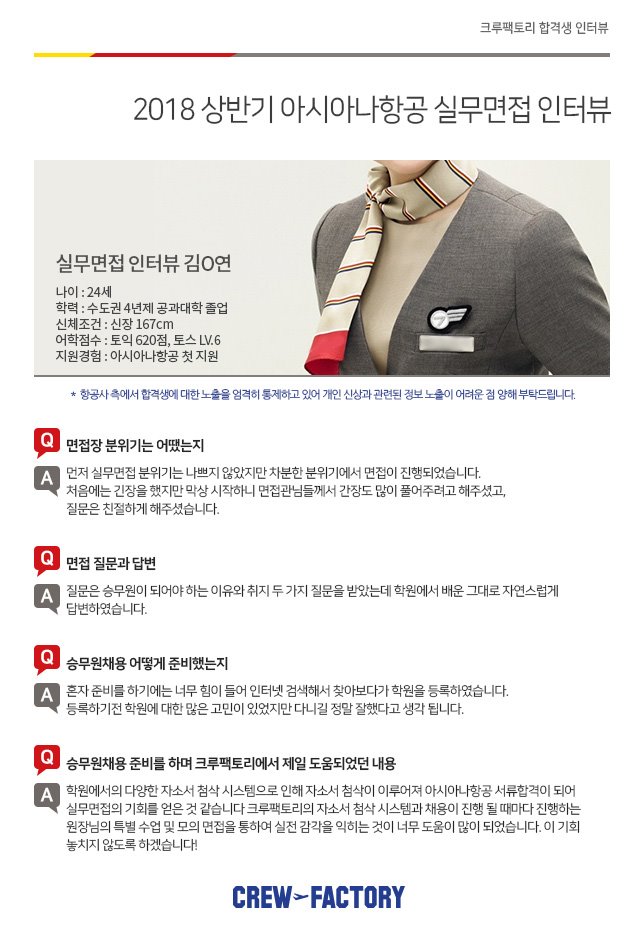 크루팩토리 합격생 인터뷰
2018 상반기 아시아나항공 실무면접 인터뷰
실무면접 인터뷰 김O연
나이 : 24세
학력 : 수도권 4년제 공과대학 졸업
신체조건 : 신장 167cm
어학점수 : 토익 620점, 토스 LV.6
지원경험 : 아시아나항공 첫 지원
* 항공사 측에서 합격생에 대한 노출을 엄격히 통제하고 있어 개인 신상과 관련된 정보 노출이 어려운 점 양해 부탁드립니다.
Q 면접장 분위기는 어땠는지
A 먼저 실무면접 분위기는 나쁘지 않았지만 차분한 분위기에서 면접이 진행되었습니다.
처음에는 긴장을 했지만 막상 시작하니 면접관님들께서 간장도 많이 풀어주려고 해주셨고,
질문은 친절하게 해주셨습니다.
Q 면접 질문과 답변
A 질문은 승무원이 되어야 하는 이유와 취지 두 가지 질문을 받았는데 학원에서 배운 그대로 자연스럽게
답변하였습니다.
Q 승무원채용 어떻게 준비했는지
A 혼자 준비를 하기에는 너무 힘이 들어 인터넷 검색해서 찾아보다가 학원을 등록하였습니다.
등록하기전 학원에 대한 많은 고민이 있었지만 다니길 정말 잘했다고 생각 됩니다.
Q 승무원채용 준비를 하며 크루팩토리에서 제일 도움되었던 내용
A 학원에서의 다양한 자소서 첨삭 시스템으로 인해 자소서 첨삭이 이루어져 아시아나항공 서류합격이 되어
실무면접의 기회를 얻은 것 같습니다 크루팩토리의 자소서 첨삭 시스템과 채용이 진행 될 때마다 진행하는
원장님의 특별 수업 및 모의 면접을 통하여 실전 감각을 익히는 것이 너무 도움이 많이 되었습니다. 이 기회
놓치지 않도록 하겠습니다!
CREW FACTORY